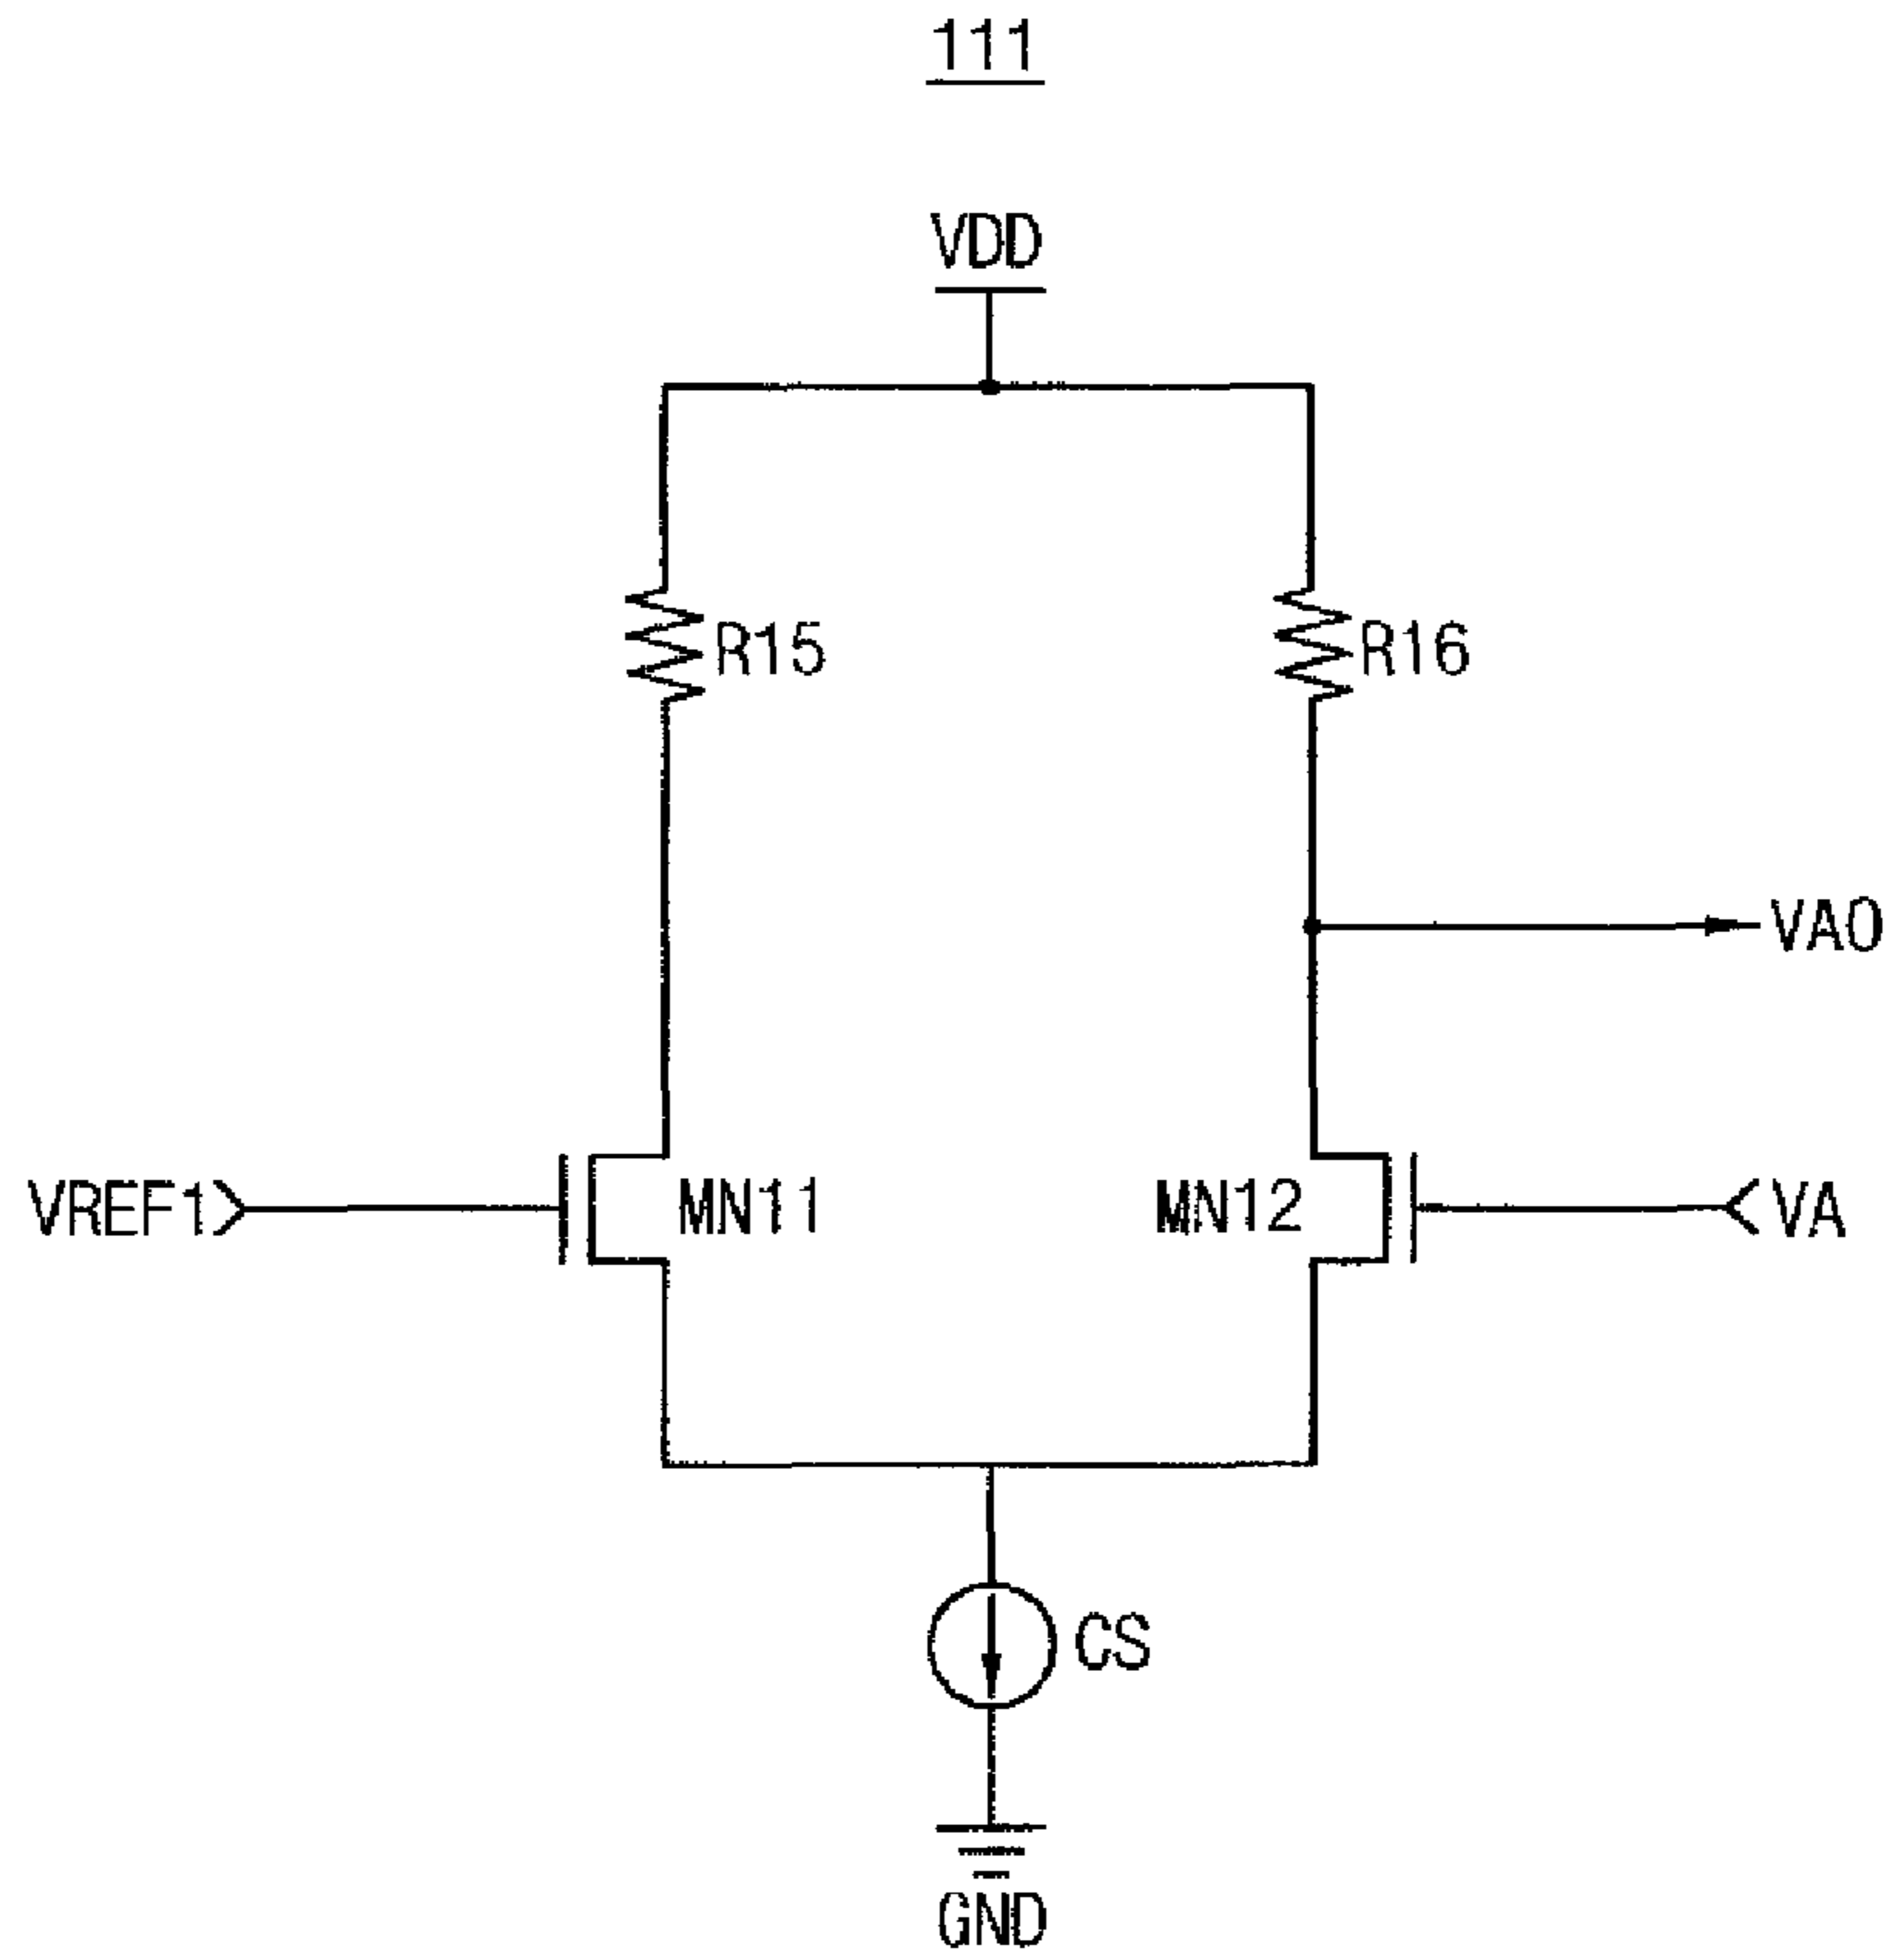 111
VDD
R15
R16
VAO
VREF1
MN11
MN12
VA
CS
GND